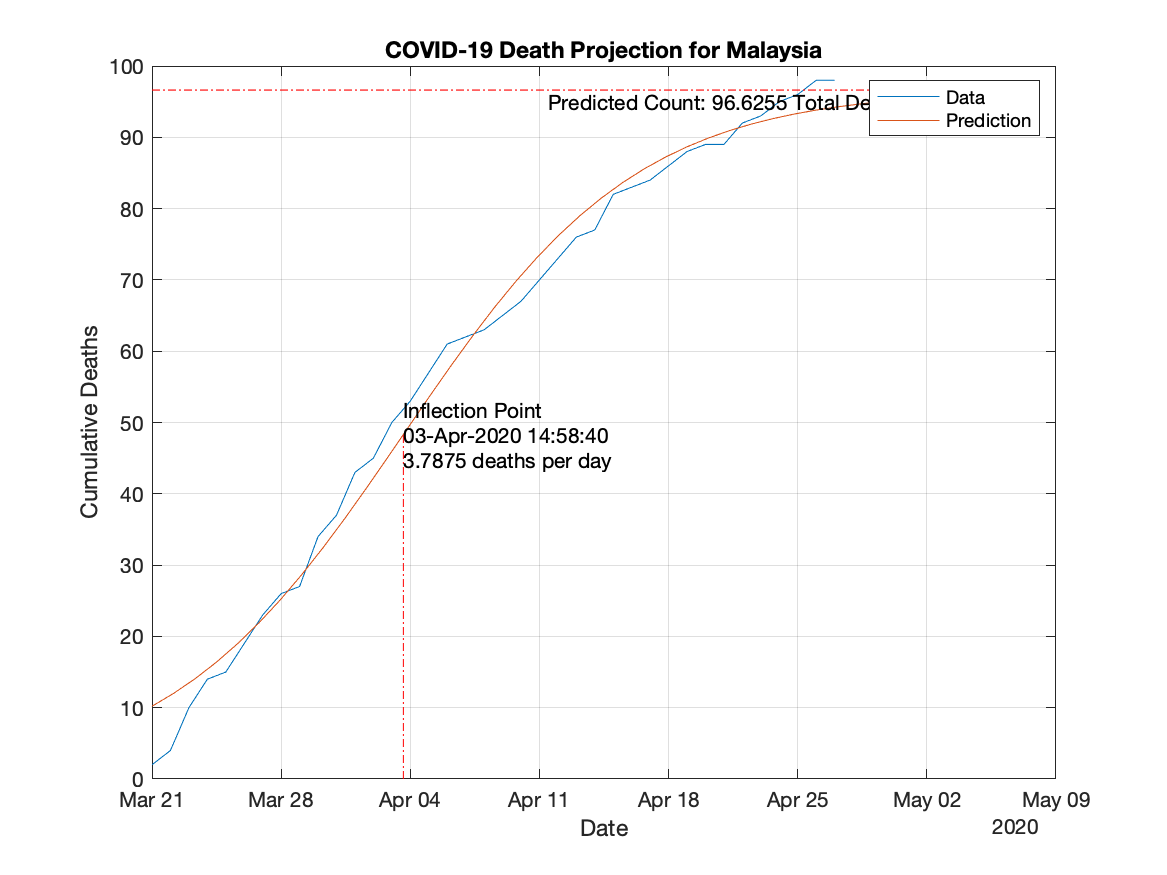 COVID-19 Death Projection for Malaysia
100
90
80
70
60
50
40
30
20
10
0
Cumulative Deaths
Predicted Count: 96.6255 Total De
Data
Prediction
Inflection Point
03-Apr-2020 14:58:40
3.7875 deaths per day
Mar 21 Mar 28 Apr 04 Apr 11 Apr 18 Apr 25 May 02 May 09
Date
2020